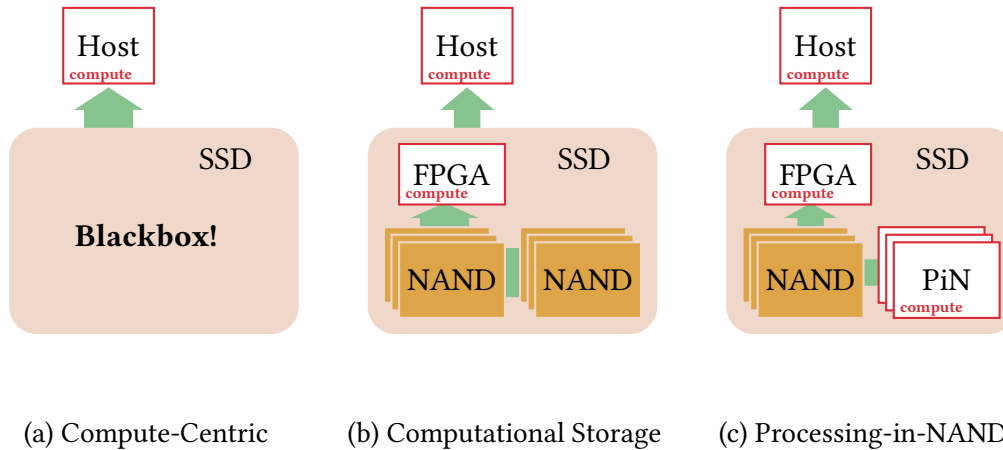 Host
compute
SSD
Blackbox!
(a) Compute-Centric
Host
compute
SSD
FPGA
compute
NAND
NAND
(b) Computational Storage
Host
compute
SSD
FPGA
compute
NAND
PiN
compute
(c) Processing-in-NAND